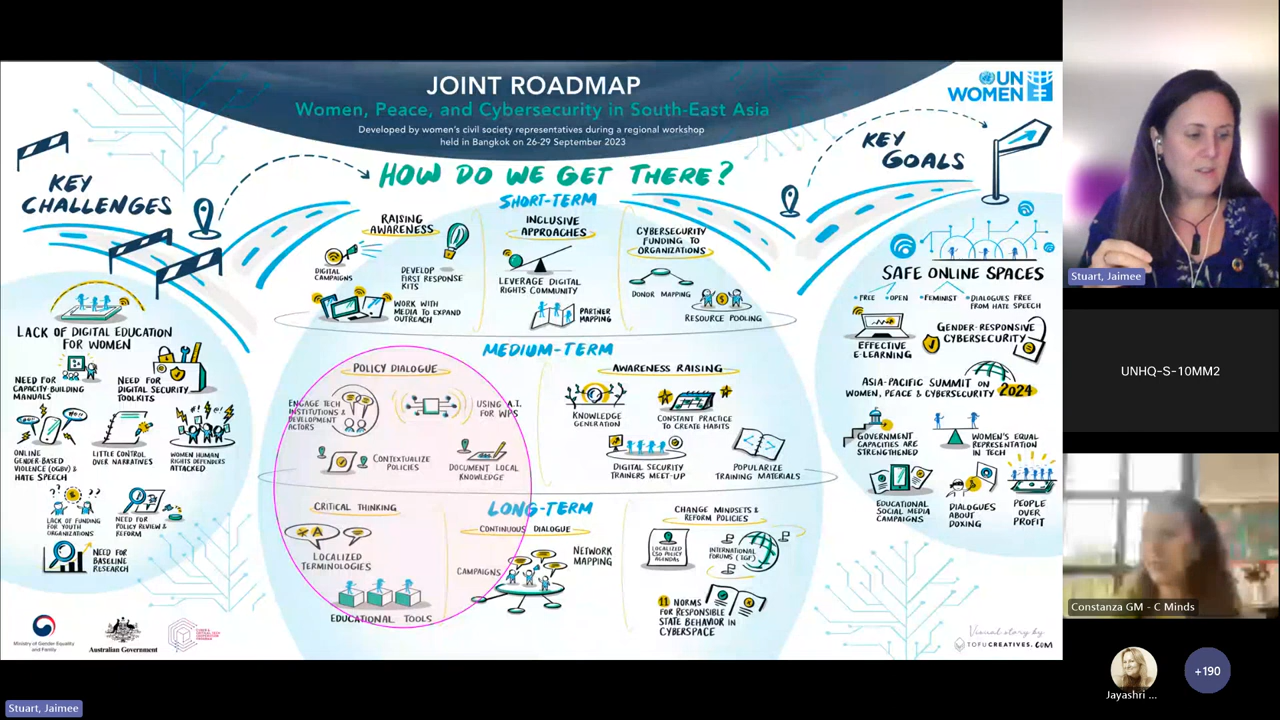 JOINT ROADMAP
Women, Peace, and Cybersecurity in South-East Asia
Developed by women's civil society representatives during a regional workshop
held in Bangkok on 26-29 September 2023
UN
WOMEN
KEY
CHALLENGES
HOW DO WE GET THERE?
KEY
GOALS
LACK OF DIGITAL EDUCATION
FOR WOMEN
NEED FOR
CAPACITY-BUILDING
MANUALS
NEED FOR
DIGITAL SECURITY
TOOLKITS
ONLINE
GENDER-BASED
VIOLENCE (OGBV) &
HATE SPEECH
LITTLE CONTROL
OVER NARRATIVES
WOMEN HUMAN
RIGHTS DEFENDERS
ATTACKED
LACK OF FUNDING
FOR YOUTH
ORGANIZATIONS
NEED FOR
POLICY REVIEW &
REFORM
NEED FOR
BASELINE
RESEARCH
SHORT-TERM
RAISING
AWARENESS
DIGITAL
CAMPAIGNS
DEVELOP
FIRST RESPONSE
KITS
WORK WITH
MEDIA TO EXPAND
OUTREACH
INCLUSIVE
APPROACHES
LEVERAGE DIGITAL
RIGHTS COMMUNITY
PARTNER
MAPPING
CYBERSECURITY
FUNDING TO
ORGANIZATIONS
DONOR MAPPING
RESOURCE POOLING
MEDIUM-TERM
POLICY DIALOGUE
ENGAGE TECH
INSTITUTIONS &
DEVELOPMENT
ACTORS
USING A.I.
FOR WPS
CONTEXTUALIZE
POLICIES
DOCUMENT LOCAL
KNOWLEDGE
AWARENESS RAISING
KNOWLEDGE
GENERATION
CONSTANT PRACTICE
TO CREATE HABITS
DIGITAL SECURITY
TRAINERS MEET-UP
POPULARIZE
TRAINING MATERIALS
LONG-TERM
CRITICAL THINKING
A
LOCALIZED
TERMINOLOGIES
EDUCATIONAL TOOLS
CONTINUOUS DIALOGUE
CAMPAIGNS
NETWORK
MAPPING
CHANGE MINDSETS &
REFORM POLICIES
LOCALIZED
CSO POLICY
AGENDA
INTERNATIONAL
FORUMS (IGF)
11 NORMS
FOR RESPONSIBLE
STATE BEHAVIOR IN
CYBERSPACE
SAFE ONLINE SPACES
• FREE • OPEN • FEMINIST • DIALOGUES FREE
FROM HATE SPEECH
EFFECTIVE
E-LEARNING
GENDER-RESPONSIVE
CYBERSECURITY
ASIA-PACIFIC SUMMIT ON
WOMEN, PEACE & CYBERSECURITY 2024
GOVERNMENT
CAPACITIES ARE
STRENGTHENED
WOMEN'S EQUAL
REPRESENTATION
IN TECH
EDUCATIONAL
SOCIAL MEDIA
CAMPAIGNS
DIALOGUES
ABOUT
DOXING
PEOPLE
OVER
PROFIT
Ministry of Gender Equality
and Family
Australian Government
Visual story by
TOFUCREATIVES.COM
Stuart, Jaimee
UNHQ-S-10MM2
Constanza GM - C Minds
Jayashri ...
+190
Stuart, Jaimee